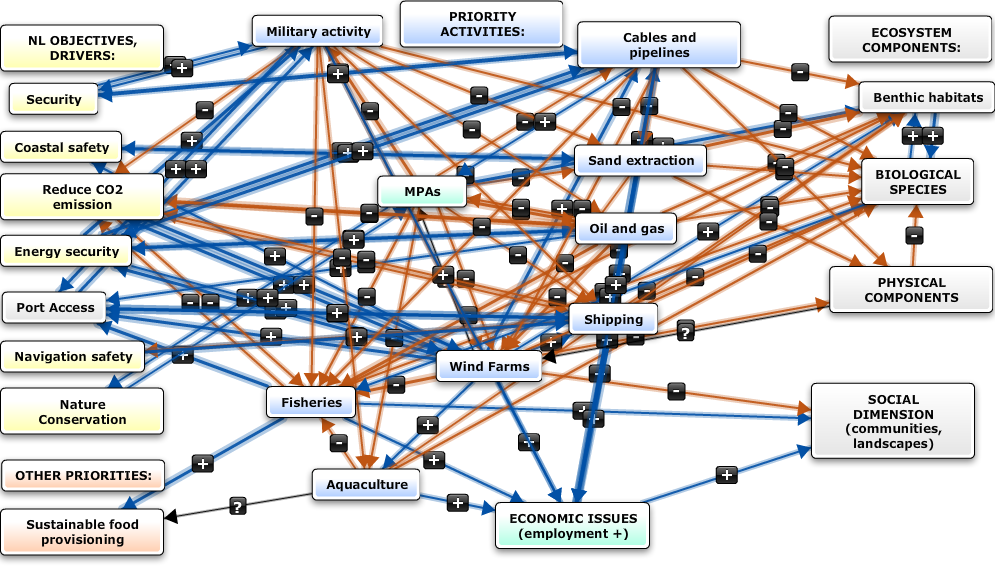 NL OBJECTIVES,
DRIVERS:
Military activity
PRIORITY
ACTIVITIES:
Cables and
pipelines
ECOSYSTEM
COMPONENTS:
Security
Benthic habitats
Coastal safety
Sand extraction
Reduce CO2
emission
MPAs
BIOLOGICAL
SPECIES
Oil and gas
Energy security
Port Access
Shipping
PHYSICAL
COMPONENTS
Navigation safety
Wind Farms
?
Nature
Conservation
Fisheries
SOCIAL
DIMENSION
(communities,
landscapes)
OTHER PRIORITIES:
Aquaculture
?
Sustainable food
provisioning
ECONOMIC ISSUES
(employment +)